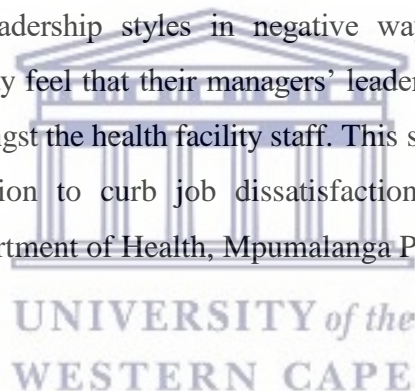 adership styles in negative wa
y feel that their managers' leader
gst the health facility staff. This s
ion to curb job dissatisfaction
rtment of Health, Mpumalanga P
UNIVERSITY of the
WESTERN CAPE